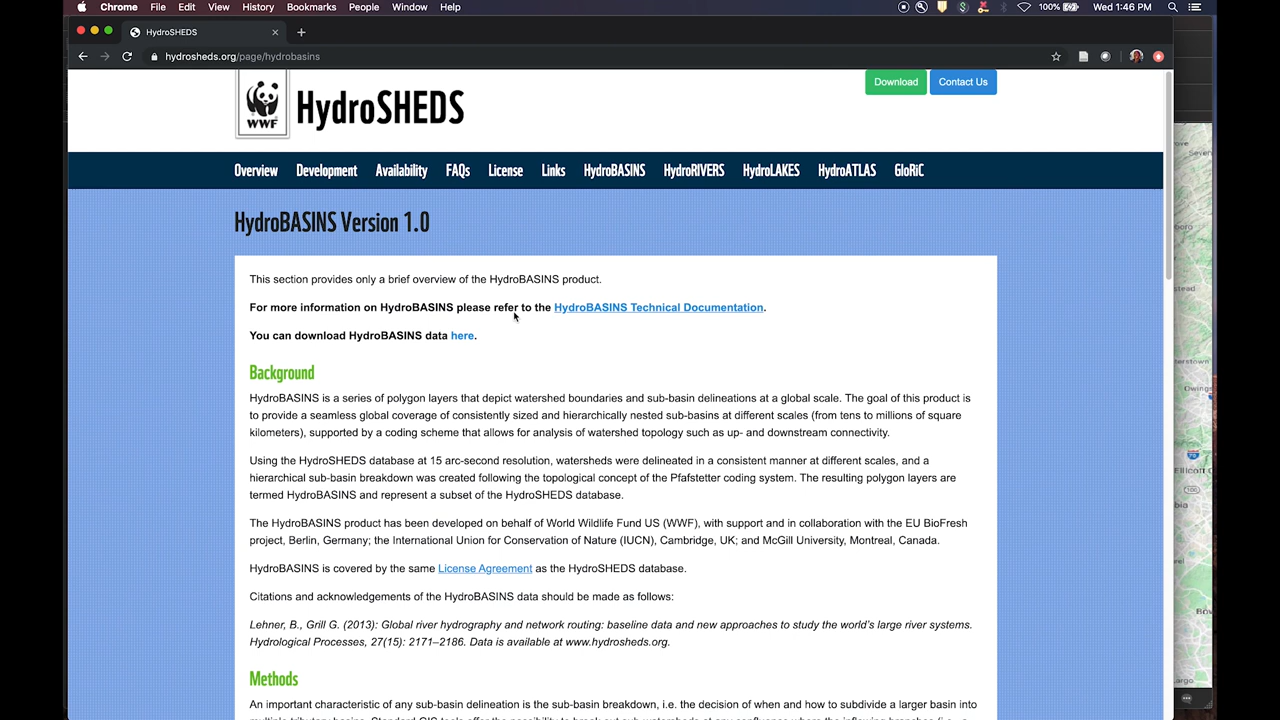 Chrome File Edit View History Bookmarks People Window Help 100% Wed 1:46 PM
HydroSHEDS
hydrosheds.org/page/hydrobasins
WWF
HydroSHEDS
Download Contact Us
Overview Development Availability FAQs License Links HydroBASINS HydroRIVERS HydroLAKES HydroATLAS GloRiC
HydroBASINS Version 1.0
This section provides only a brief overview of the HydroBASINS product.
For more information on HydroBASINS please refer to the HydroBASINS Technical Documentation.
You can download HydroBASINS data here.
Background
HydroBASINS is a series of polygon layers that depict watershed boundaries and sub-basin delineations at a global scale. The goal of this product is
to provide a seamless global coverage of consistently sized and hierarchically nested sub-basins at different scales (from tens to millions of square
kilometers), supported by a coding scheme that allows for analysis of watershed topology such as up- and downstream connectivity.
Using the HydroSHEDS database at 15 arc-second resolution, watersheds were delineated in a consistent manner at different scales, and a
hierarchical sub-basin breakdown was created following the topological concept of the Pfafstetter coding system. The resulting polygon layers are
termed HydroBASINS and represent a subset of the HydroSHEDS database.
The HydroBASINS product has been developed on behalf of World Wildlife Fund US (WWF), with support and in collaboration with the EU BioFresh
project, Berlin, Germany; the International Union for Conservation of Nature (IUCN), Cambridge, UK; and McGill University, Montreal, Canada.
HydroBASINS is covered by the same License Agreement as the HydroSHEDS database.
Citations and acknowledgements of the HydroBASINS data should be made as follows:
Lehner, B., Grill G. (2013): Global river hydrography and network routing: baseline data and new approaches to study the world's large river systems.
Hydrological Processes, 27(15): 2171–2186. Data is available at www.hydrosheds.org.
Methods
An important characteristic of any sub-basin delineation is the sub-basin breakdown, i.e. the decision of when and how to subdivide a larger basin into